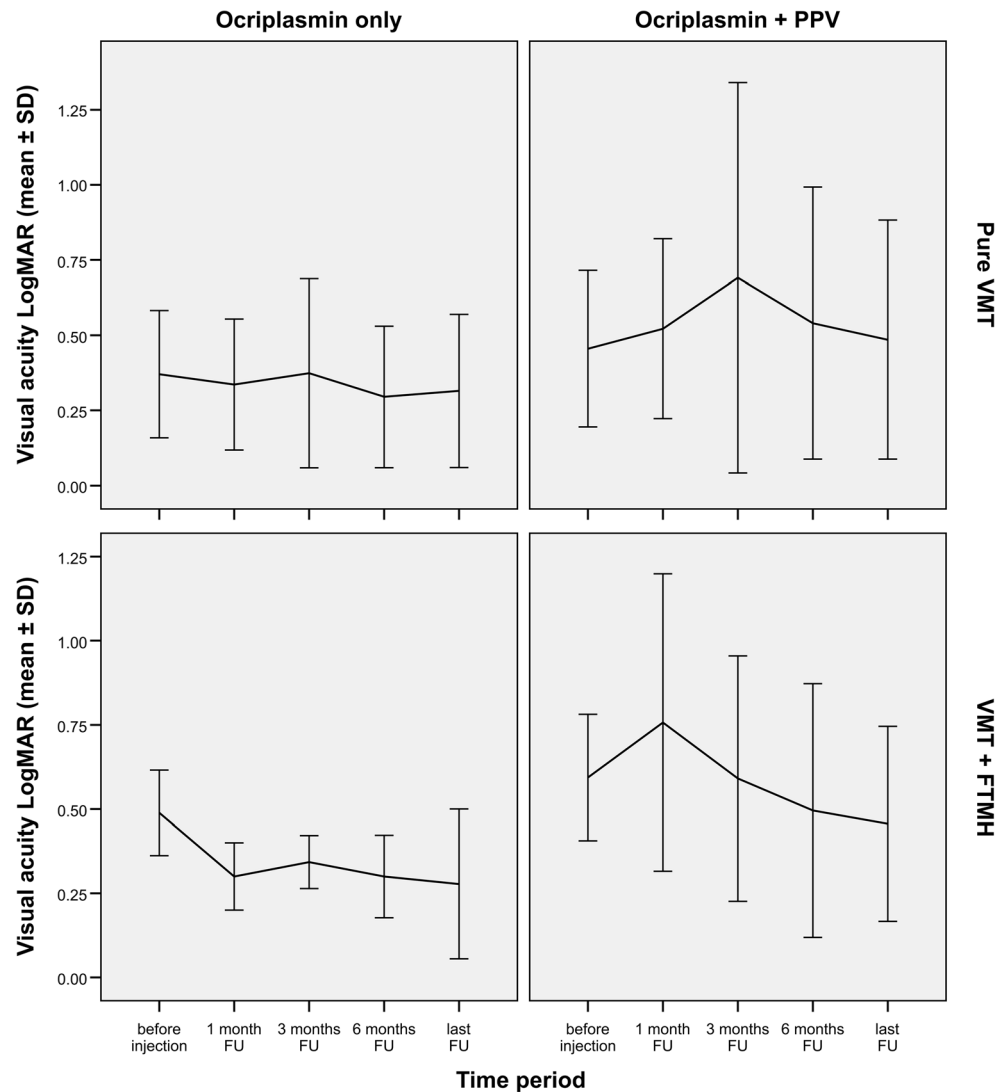 Ocriplasmin only
Ocriplasmin + PPV
Visual acuity LogMAR (mean ± SD)
1.25
1.00
0.75
0.50
0.25
0.00
Pure VMT
Visual acuity LogMAR (mean ± SD)
1.25
1.00
0.75
0.50
0.25
0.00
VMT + FTMH
before
injection
1 month
FU
3 months
FU
6 months
FU
last
FU
before
injection
1 month
FU
3 months
FU
6 months
FU
last
FU
Time period